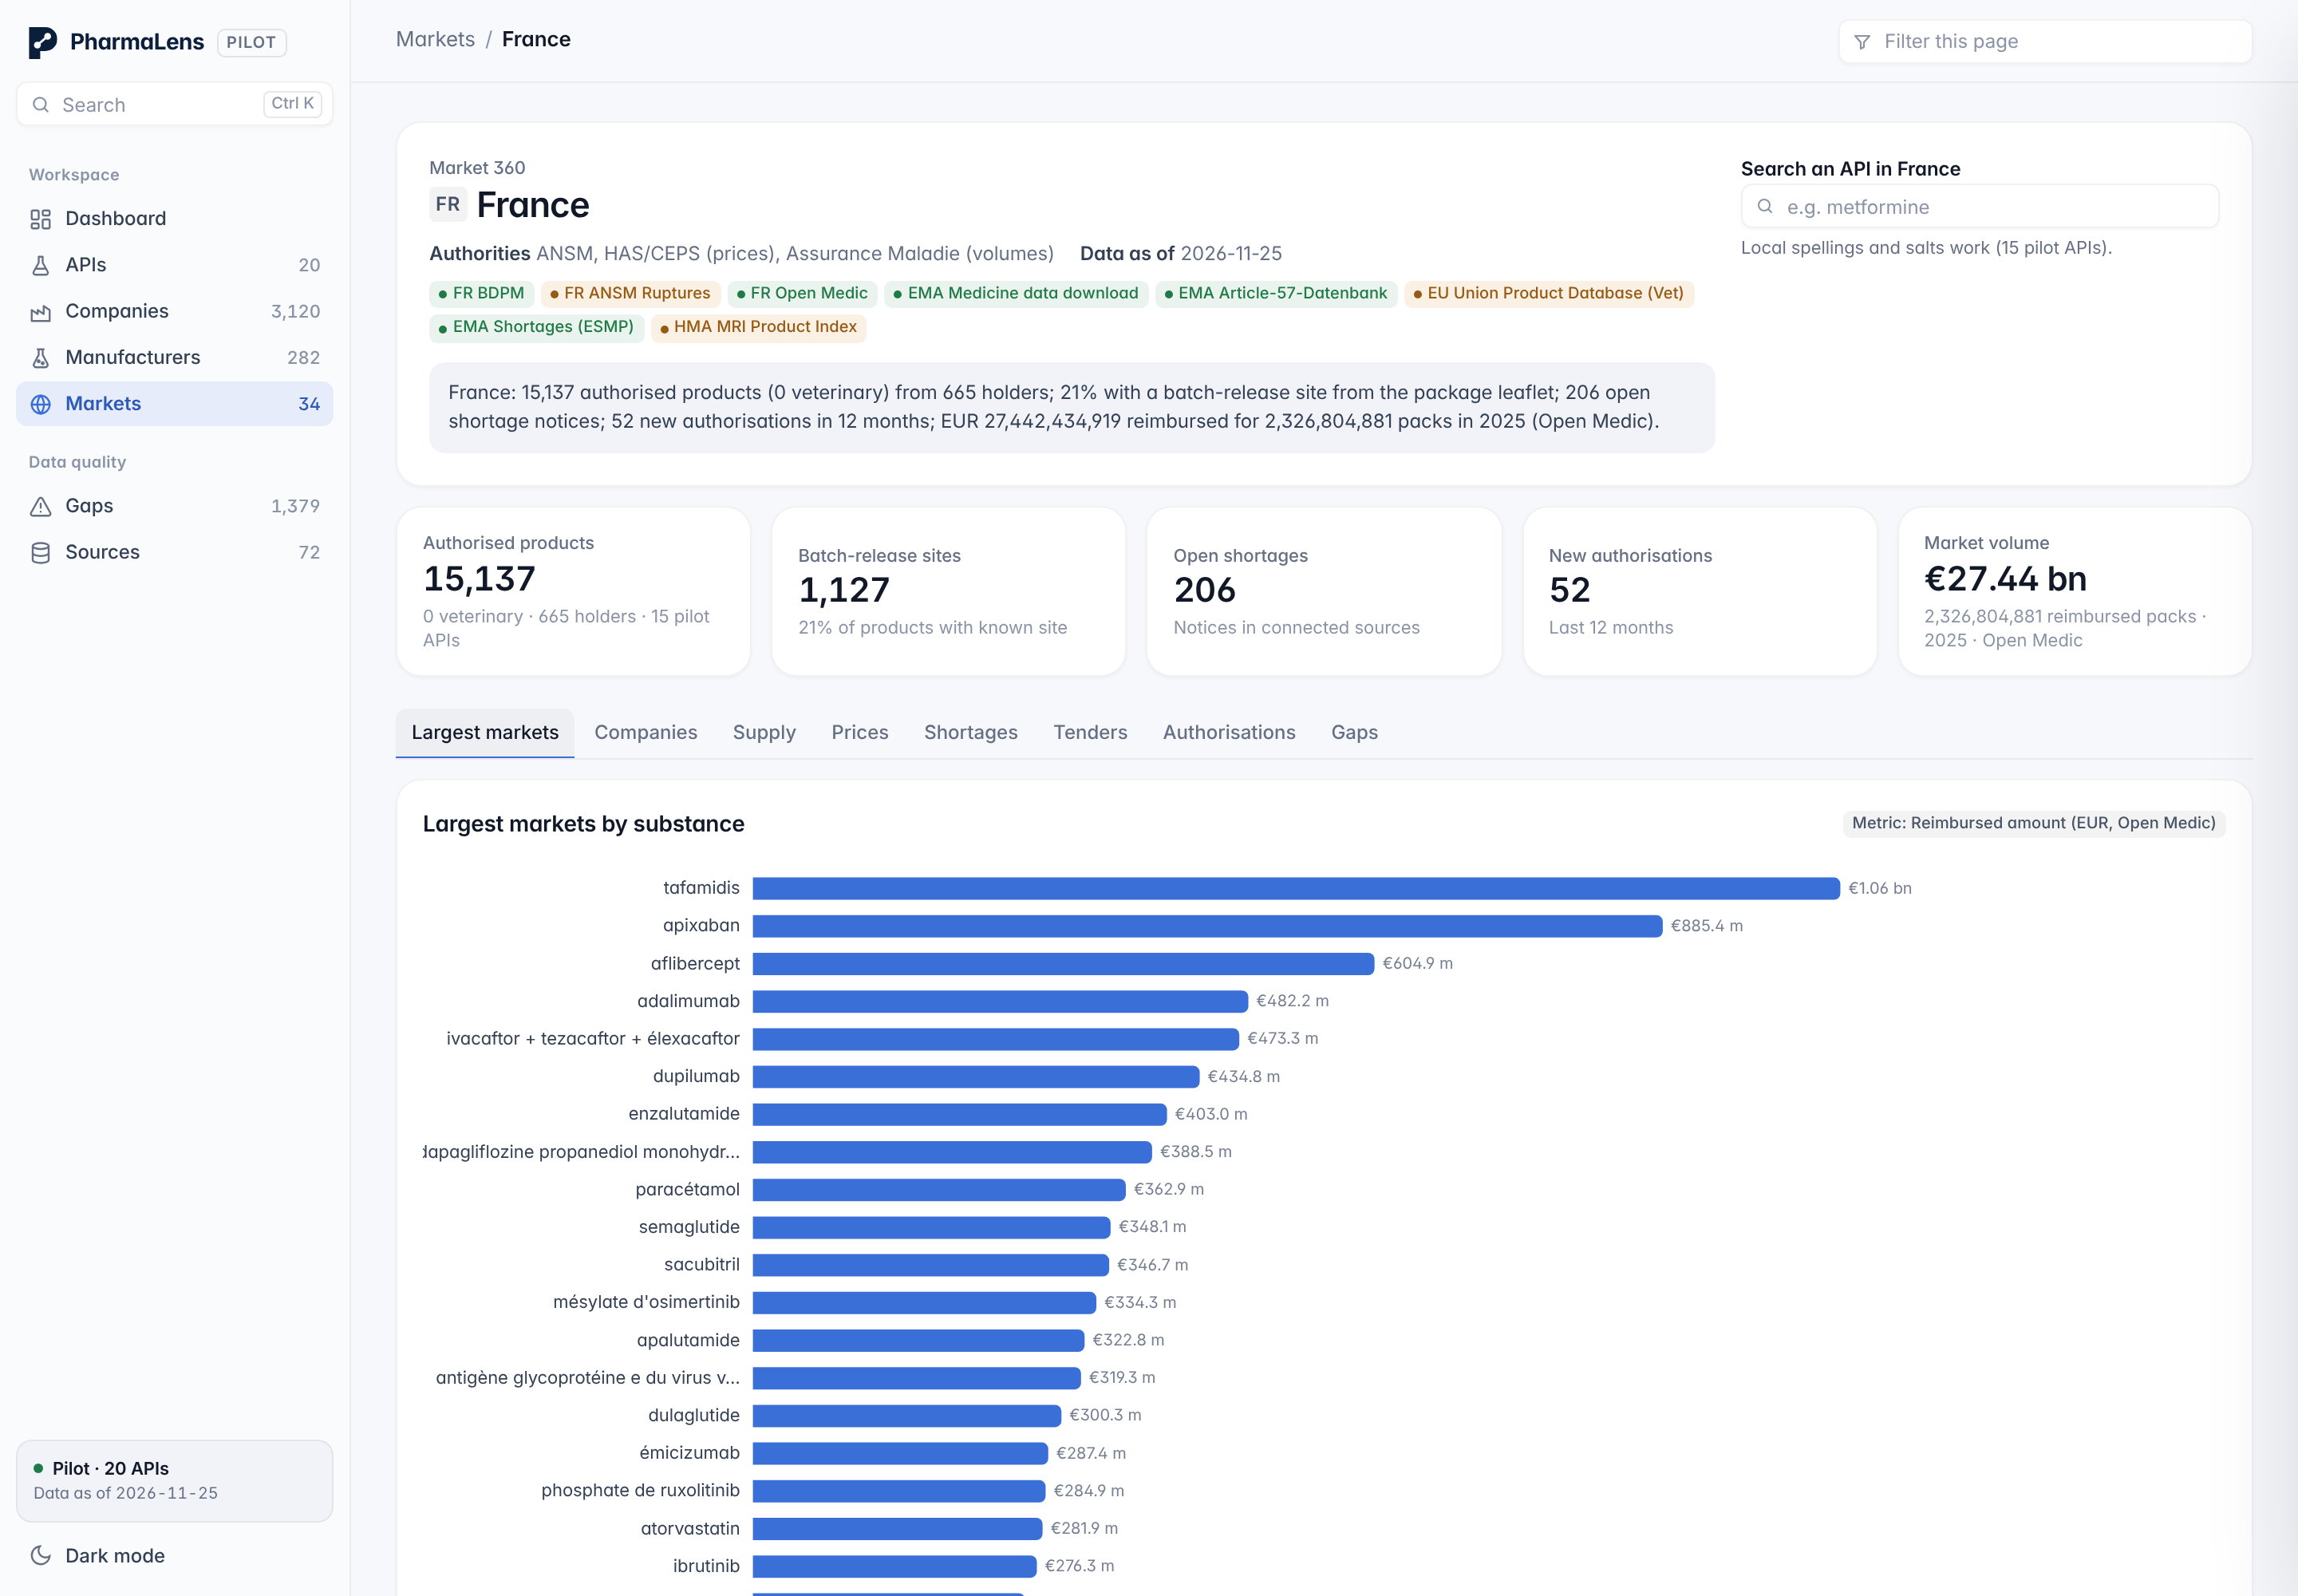 PharmaLens PILOT
Search Ctrl K
Workspace
Dashboard
APIs 20
Companies 3,120
Manufacturers 282
Markets 34
Data quality
Gaps 1,379
Sources 72
Pilot · 20 APIs
Data as of 2026-11-25
Dark mode
Markets / France
Filter this page
Market 360
FR France
Authorities ANSM, HAS/CEPS (prices), Assurance Maladie (volumes) Data as of 2026-11-25
FR BDPM FR ANSM Ruptures FR Open Medic EMA Medicine data download EMA Article-57-Datenbank EU Union Product Database (Vet)
EMA Shortages (ESMP) HMA MRI Product Index
France: 15,137 authorised products (0 veterinary) from 665 holders; 21% with a batch-release site from the package leaflet; 206 open
shortage notices; 52 new authorisations in 12 months; EUR 27,442,434,919 reimbursed for 2,326,804,881 packs in 2025 (Open Medic).
Search an API in France
e.g. metformine
Local spellings and salts work (15 pilot APIs).
Authorised products
15,137
0 veterinary · 665 holders · 15 pilot
APIs
Batch-release sites
1,127
21% of products with known site
Open shortages
206
Notices in connected sources
New authorisations
52
Last 12 months
Market volume
€27.44 bn
2,326,804,881 reimbursed packs ·
2025 · Open Medic
Largest markets Companies Supply Prices Shortages Tenders Authorisations Gaps
Largest markets by substance Metric: Reimbursed amount (EUR, Open Medic)
tafamidis €1.06 bn
apixaban €885.4 m
aflibercept €604.9 m
adalimumab €482.2 m
ivacaftor + tezacaftor + élexacaftor €473.3 m
dupilumab €434.8 m
enzalutamide €403.0 m
dapagliflozine propanediol monohydr... €388.5 m
paracétamol €362.9 m
semaglutide €348.1 m
sacubitril €346.7 m
mésylate d'osimertinib €334.3 m
apalutamide €322.8 m
antigène glycoprotéine e du virus v... €319.3 m
dulaglutide €300.3 m
émicizumab €287.4 m
phosphate de ruxolitinib €284.9 m
atorvastatin €281.9 m
ibrutinib €276.3 m